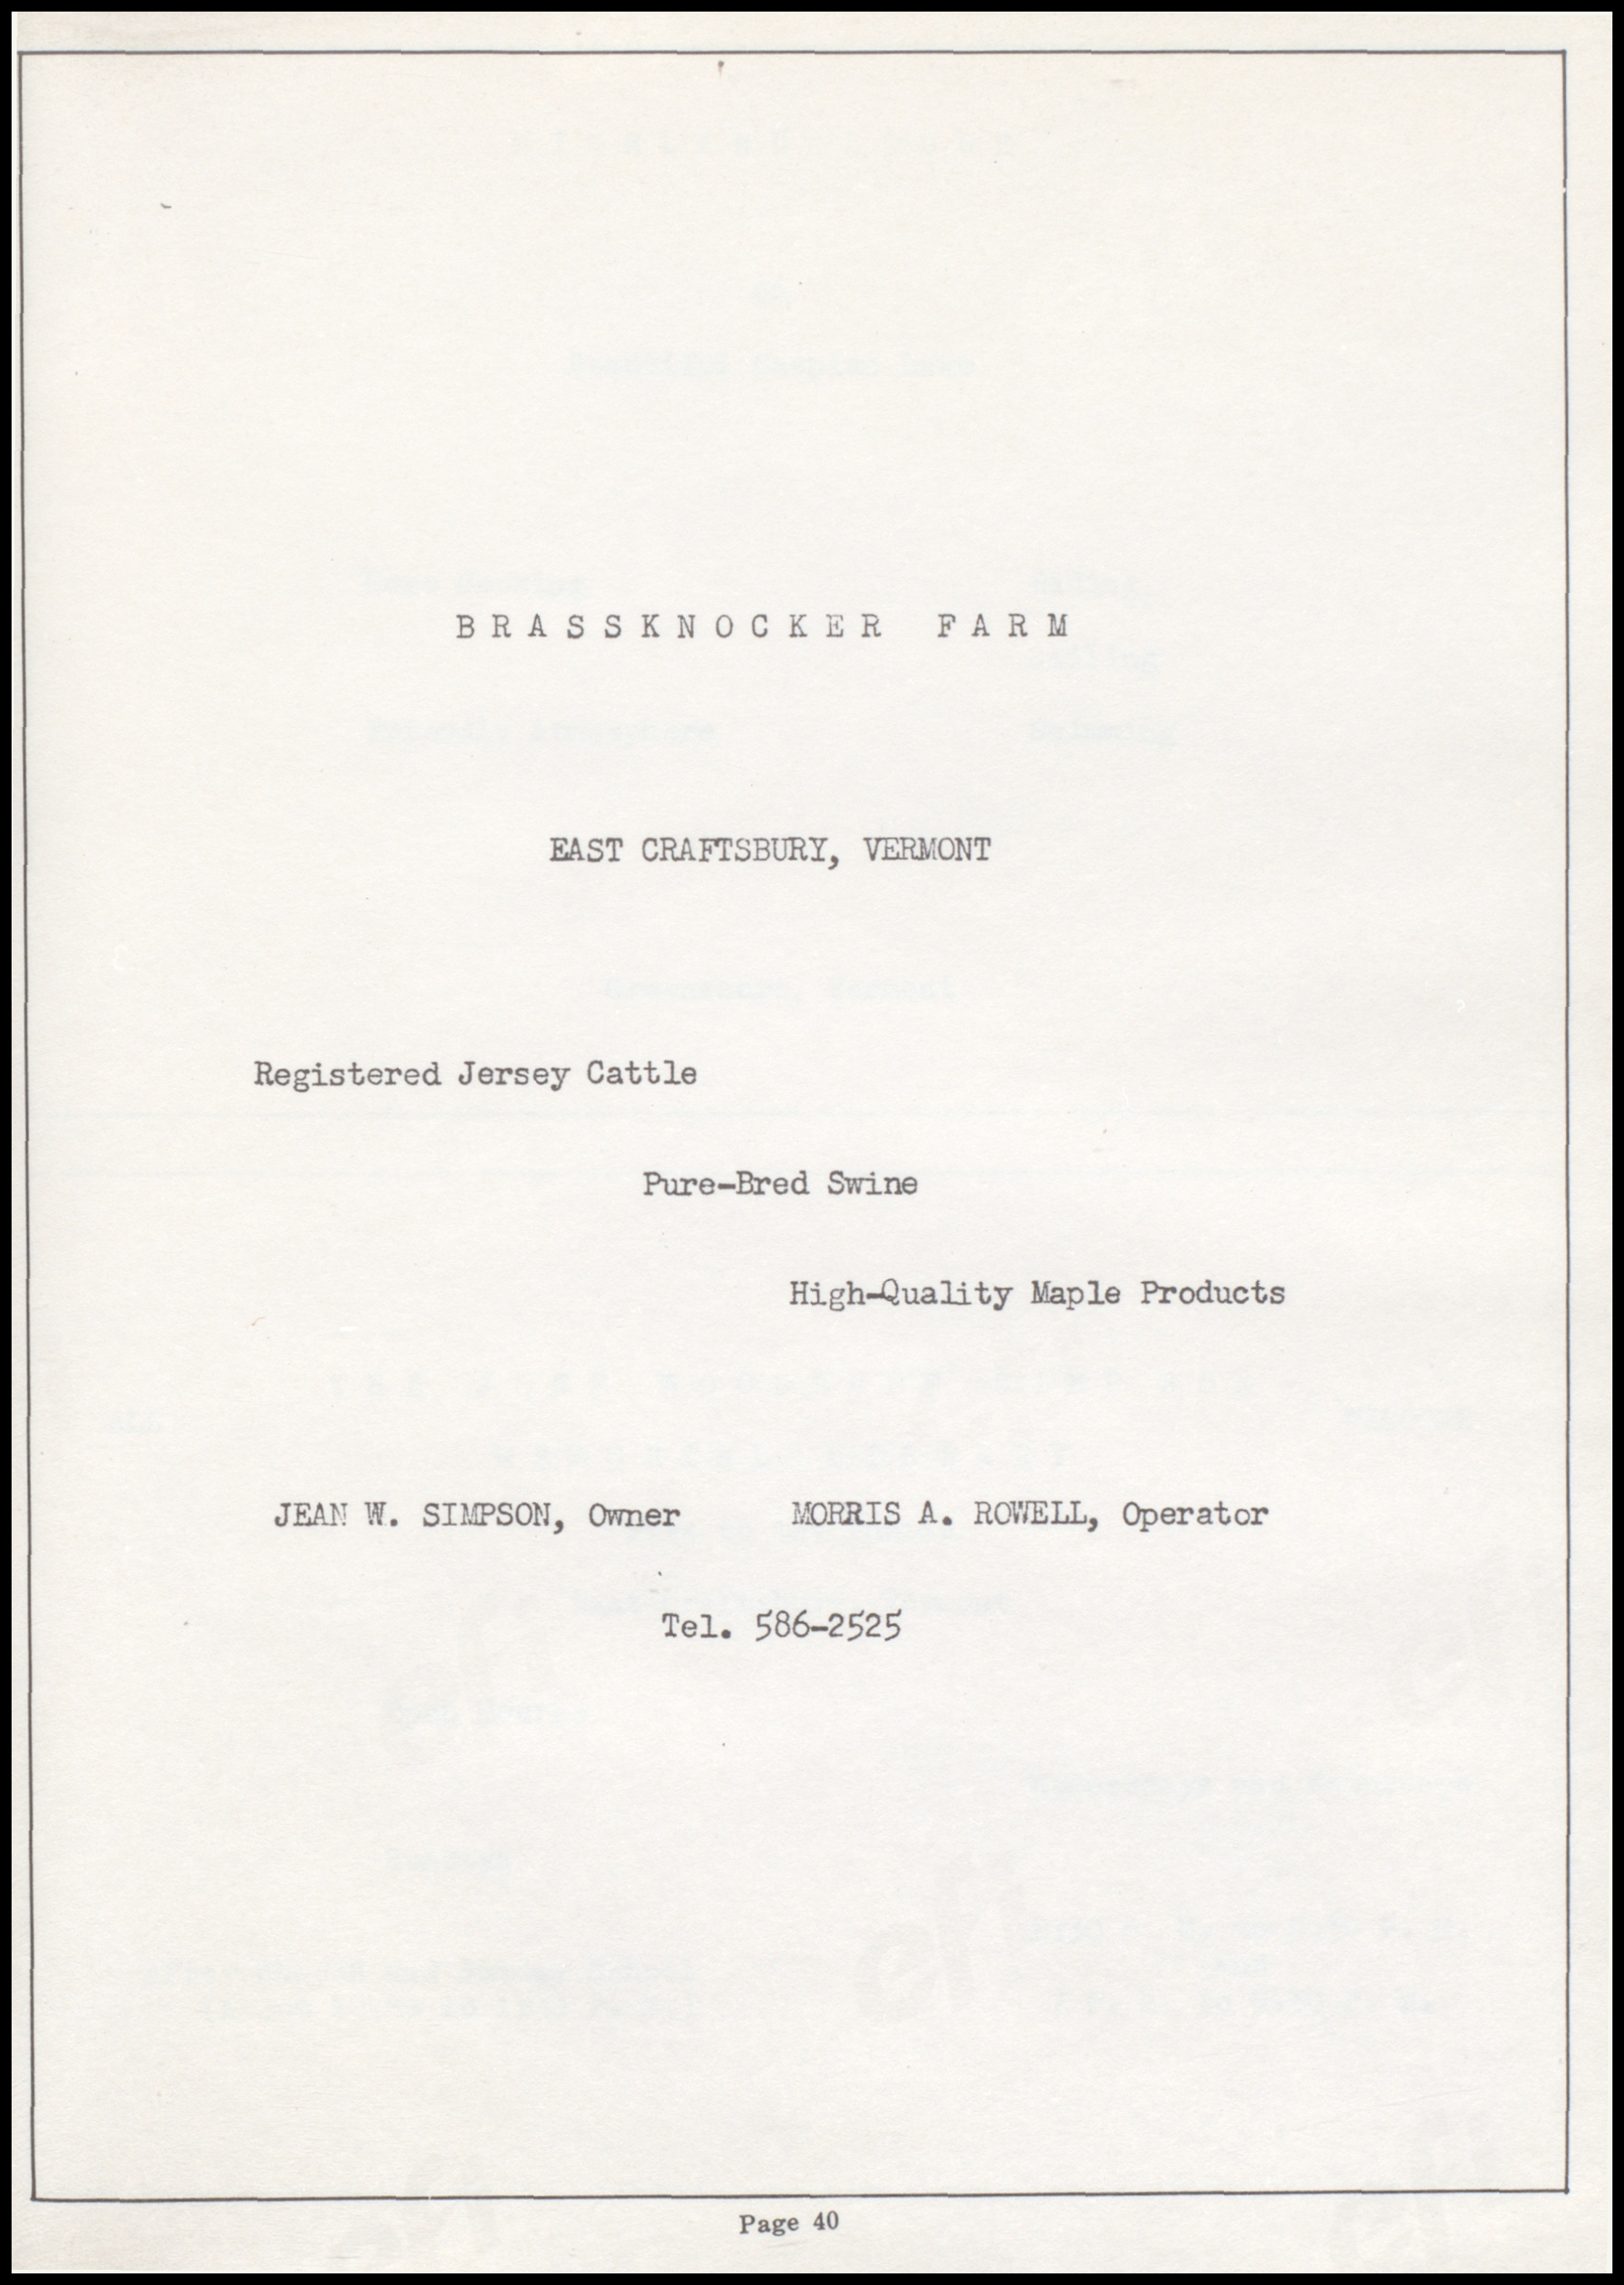 BRASSKNOCKER FARM
EAST CRAFTSBURY, VERMONT
Registered Jersey Cattle
Pure-Bred Swine
High-Quality Maple Products
JEAN W. SIMPSON, Owner MORRIS A. ROWELL, Operator
Tel. 586-2525
Page 40